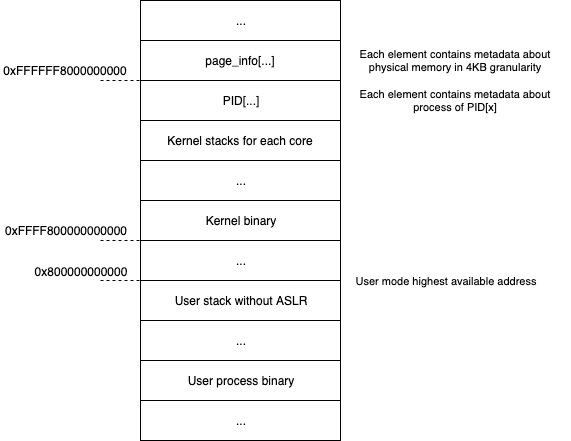 ...
page_info[...]
Each element contains metadata about
physical memory in 4KB granularity
0xFFFFFF8000000000
PID[...]
Each element contains metadata about
process of PID[x]
Kernel stacks for each core
...
Kernel binary
0xFFFF800000000000
...
0x800000000000
User mode highest available address
User stack without ASLR
...
User process binary
...